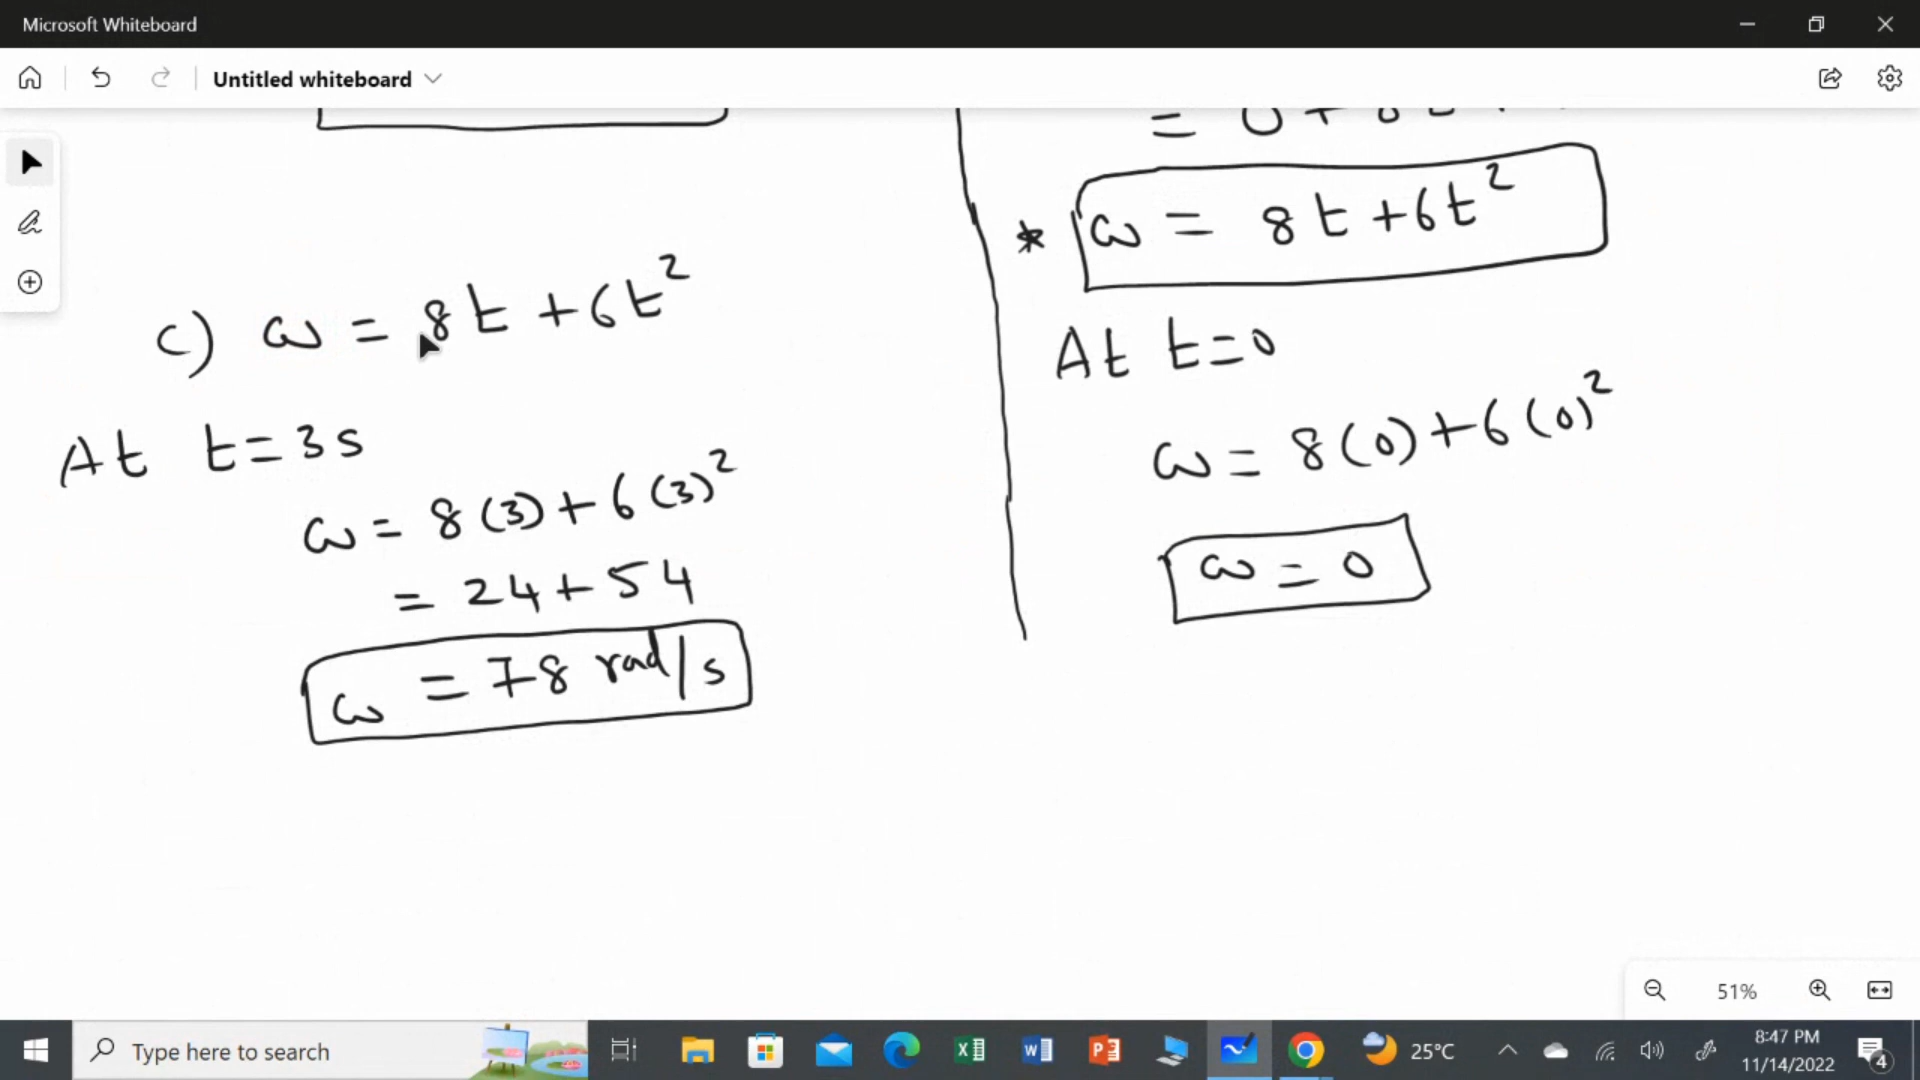 Microsoft Whiteboard
Untitled whiteboard
c) ω = 8t + 6t²
At t=3s
ω = 8(3) + 6(3)²
= 24 + 54
ω = 78 rad/s
* ω = 8t + 6t²
At t=0
ω = 8(0) + 6(0)²
ω = 0
51%
Type here to search
25°C
8:47 PM
11/14/2022
4